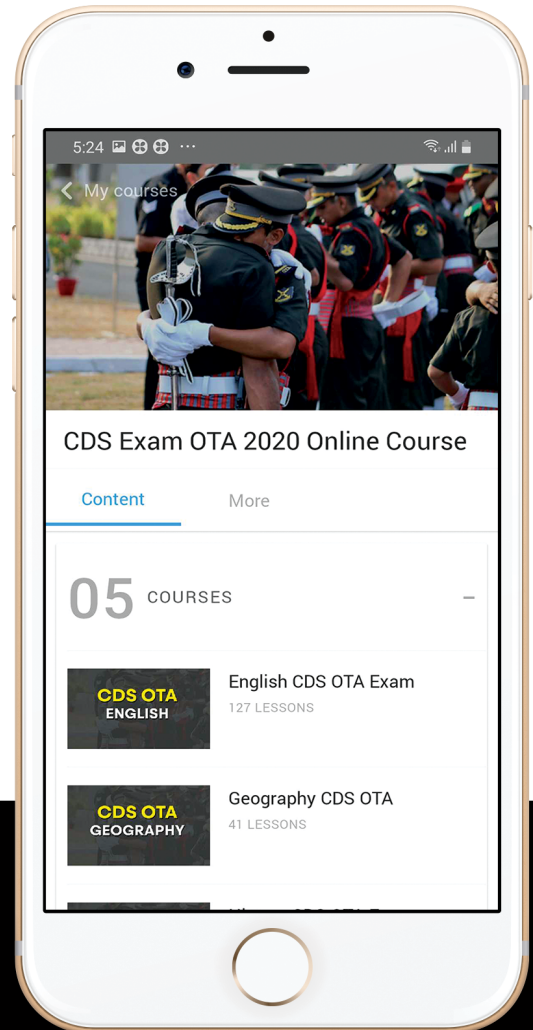 5:24
My courses
CDS Exam OTA 2020 Online Course
Content
More
05 COURSES
CDS OTA
ENGLISH
English CDS OTA Exam
127 LESSONS
CDS OTA
GEOGRAPHY
Geography CDS OTA
41 LESSONS